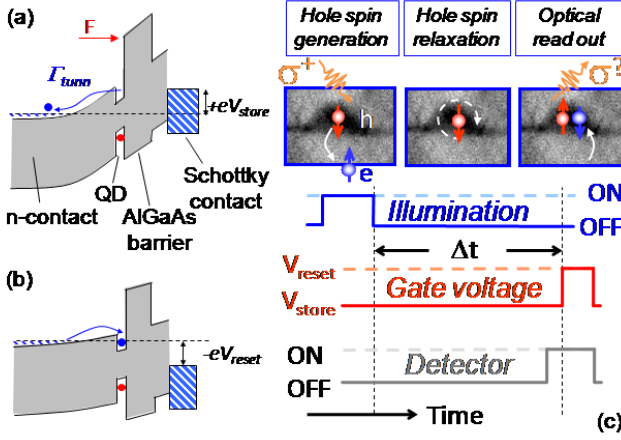 (a)
F
Γtunn
+eVstore
QD
Schottky
contact
n-contact
AlGaAs
barrier
(b)
-eVreset
Hole spin
generation
Hole spin
relaxation
Optical
read out
σ+
σ?
h
e
ON
Illumination
OFF
Δt
Vreset
Gate voltage
Vstore
ON
Detector
OFF
Time
(c)